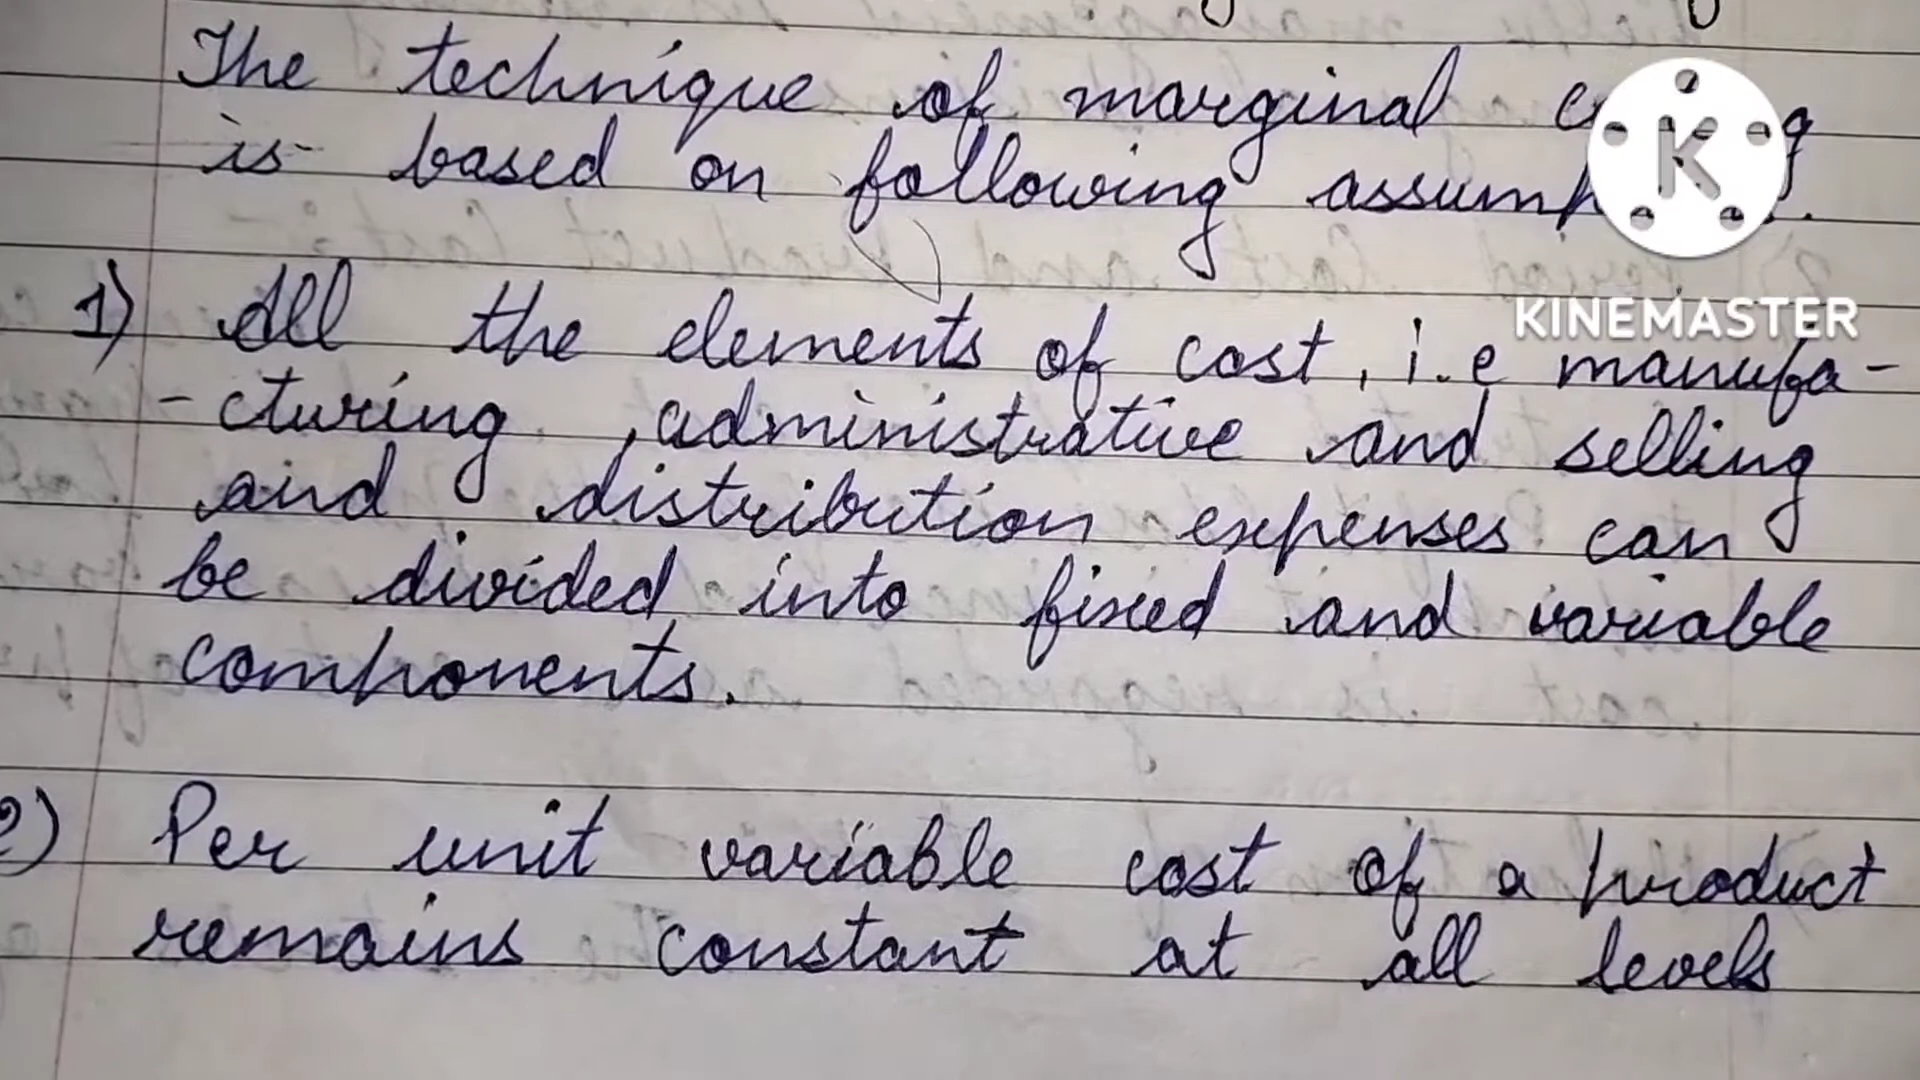 The technique of marginal
is based on following
KINEMASTER
1) All the elements of cost, i.e manufa-
-cturing, administrative and selling
and distribution expenses can
be divided into fixed and variable
components.
2) Per unit variable cost of a product
remains constant at all levels